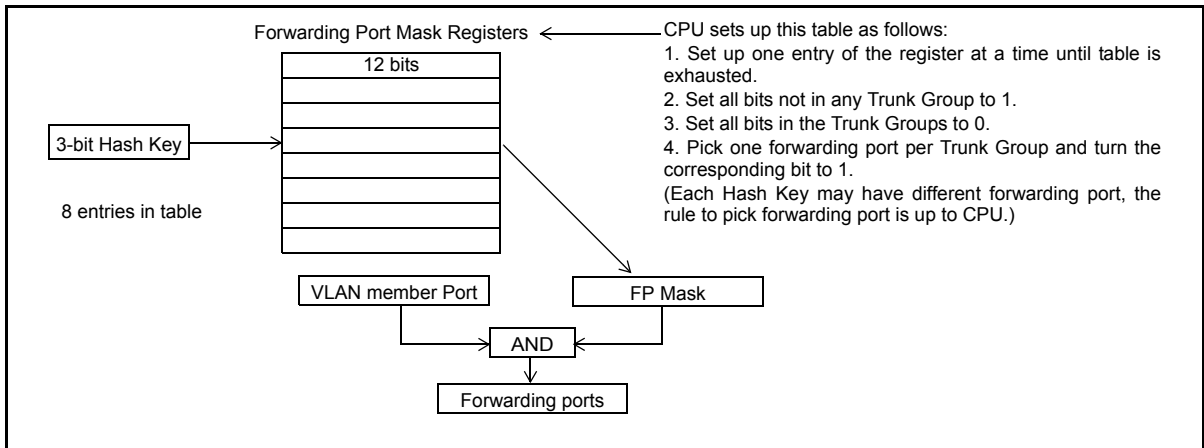 Forwarding Port Mask Registers
12 bits
3-bit Hash Key
8 entries in table
CPU sets up this table as follows:
1. Set up one entry of the register at a time until table is
exhausted.
2. Set all bits not in any Trunk Group to 1.
3. Set all bits in the Trunk Groups to 0.
4. Pick one forwarding port per Trunk Group and turn the
corresponding bit to 1.
(Each Hash Key may have different forwarding port, the
rule to pick forwarding port is up to CPU.)
VLAN member Port
FP Mask
AND
Forwarding ports